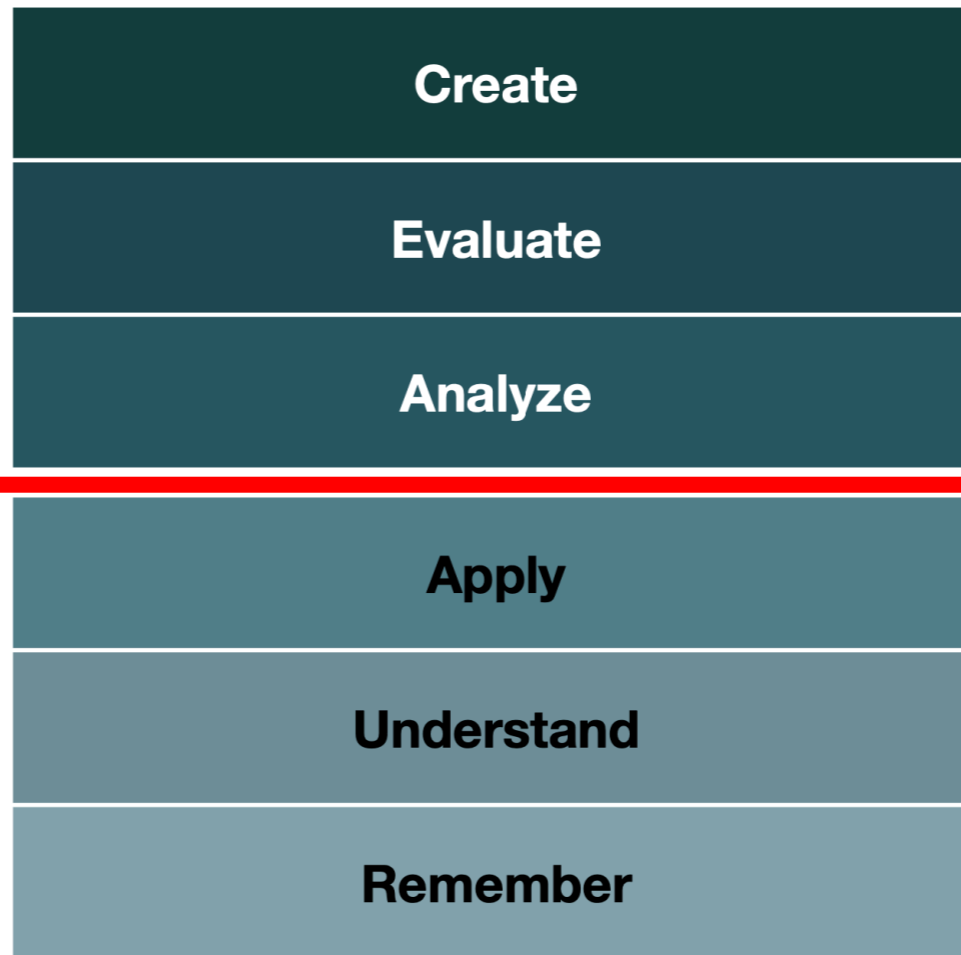 Create
Evaluate
Analyze
Apply
Understand
Remember